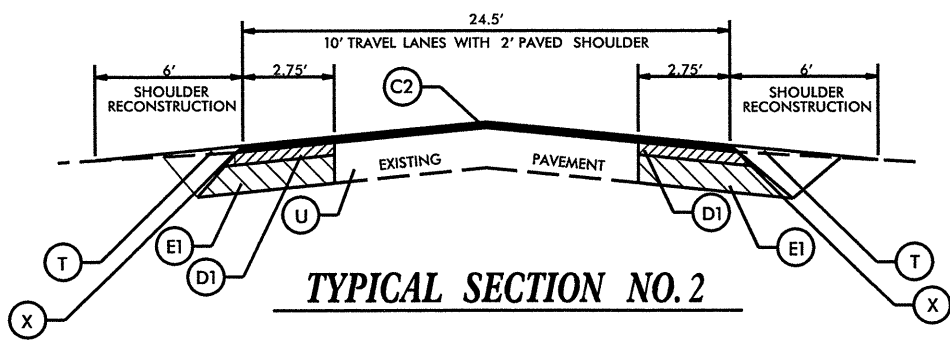 24.5'
10' TRAVEL LANES WITH 2' PAVED SHOULDER
6'
2.75'
2.75'
6'
SHOULDER
RECONSTRUCTION
C2
SHOULDER
RECONSTRUCTION
EXISTING
PAVEMENT
T
E1
D1
U
D1
E1
T
X
X
TYPICAL SECTION NO. 2